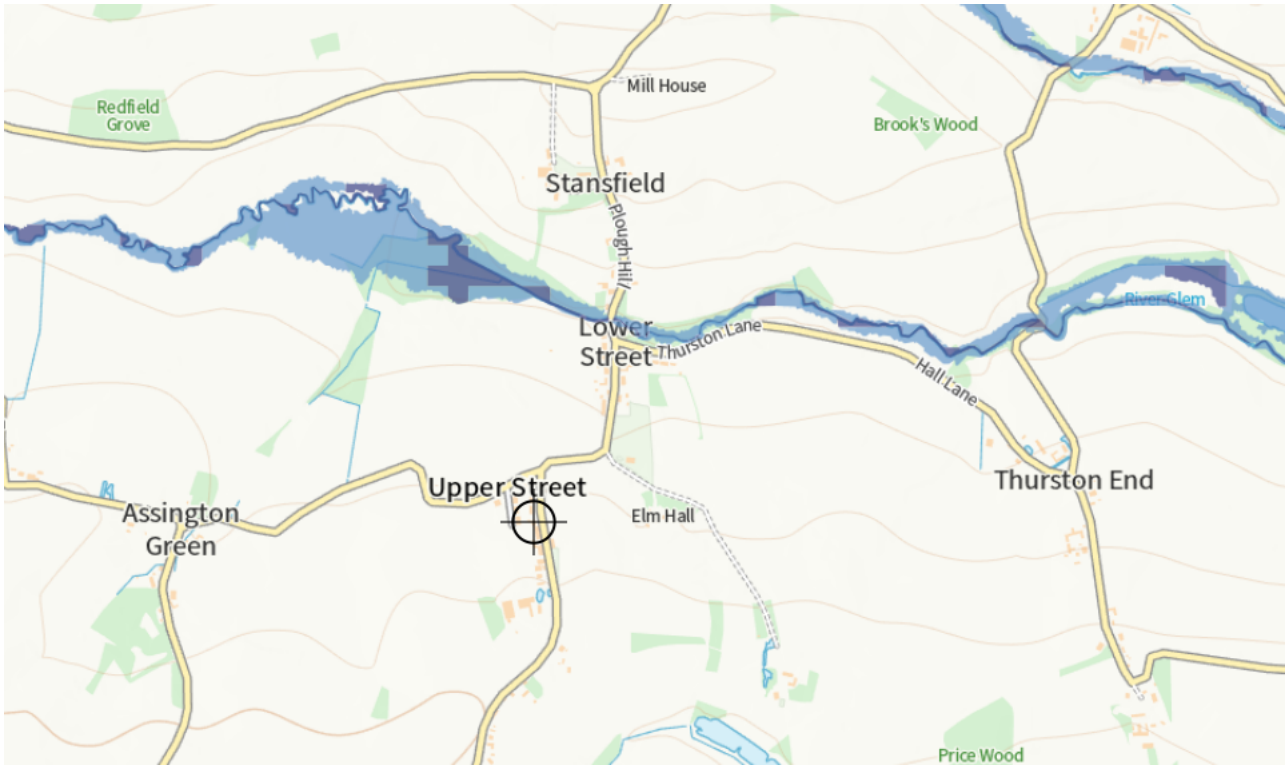 Mill House
Redfield
Grove
Brook's Wood
Stansfield
Plough Hill
River Glem
Lower
Street
Thurston Lane
Hall Lane
Upper Street
Thurston End
Assington
Green
Elm Hall
Price Wood